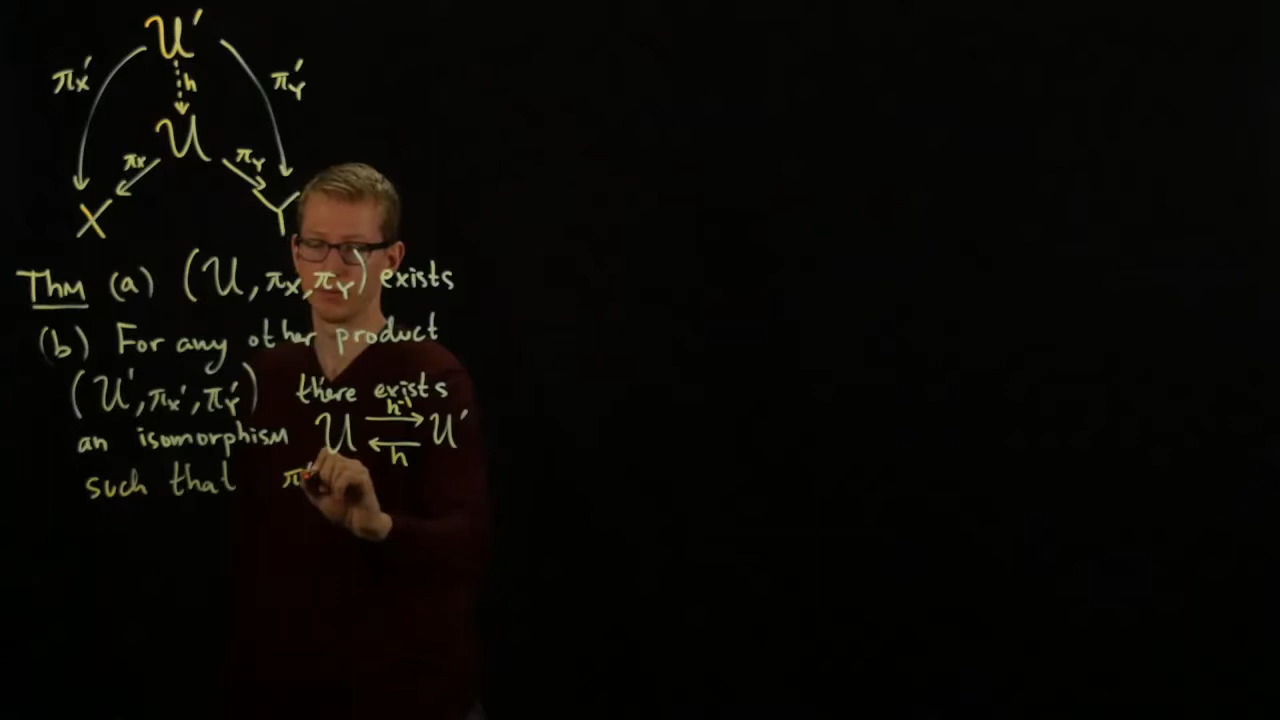 U′
πX′ h πY′
U
πX πY
X Y
Thm (a) (U, πX, πY) exists
(b) For any other product
(U′, πX′, πY′) there exists
h⁻¹
an isomorphism U ⇄ U′
h
such that π